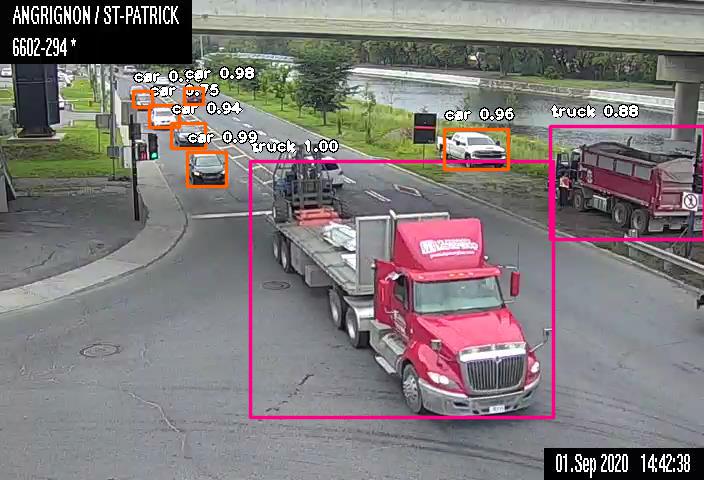 ANGRIGNON / ST-PATRICK
6602-294 *
car 0.98
car 0.94
car 0.99
truck 1.00
car 0.96
truck 0.88
01.Sep 2020 14:42:38